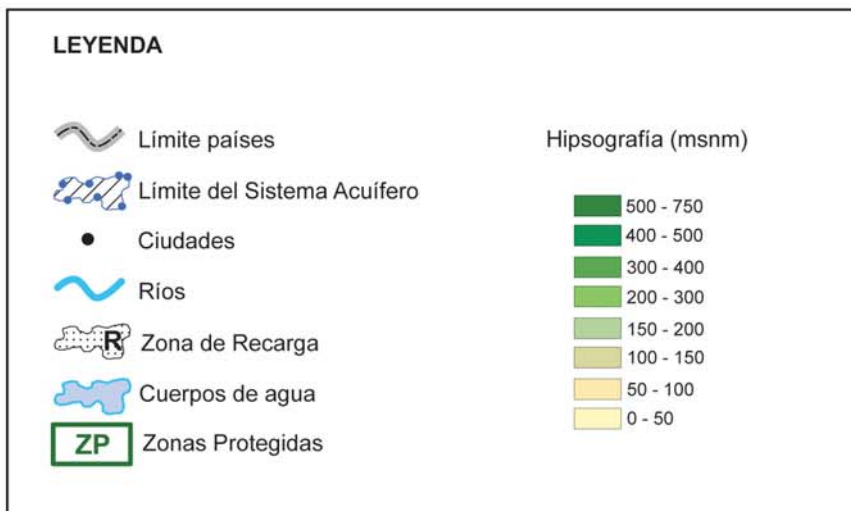 LEYENDA
Límite países
Límite del Sistema Acuífero
Ciudades
Ríos
R Zona de Recarga
Cuerpos de agua
ZP Zonas Protegidas
Hipsografía (msnm)
500 - 750
400 - 500
300 - 400
200 - 300
150 - 200
100 - 150
50 - 100
0 - 50